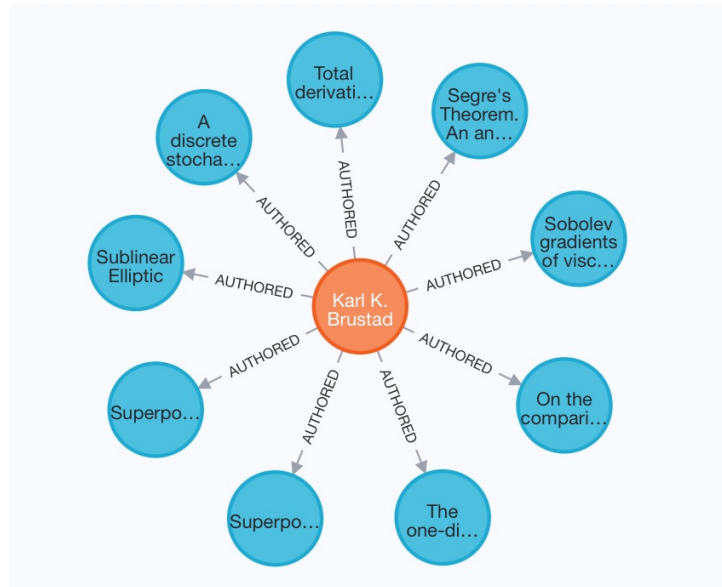 Total
derivati…
Segre's
Theorem.
An an…
A
discrete
stocha…
AUTHORED
AUTHORED
AUTHORED
Sobolev
gradients
of visc…
Sublinear
Elliptic
AUTHORED
AUTHORED
Karl K.
Brustad
AUTHORED
AUTHORED
On the
compari…
Superpo…
AUTHORED
AUTHORED
Superpo…
The
one-di…